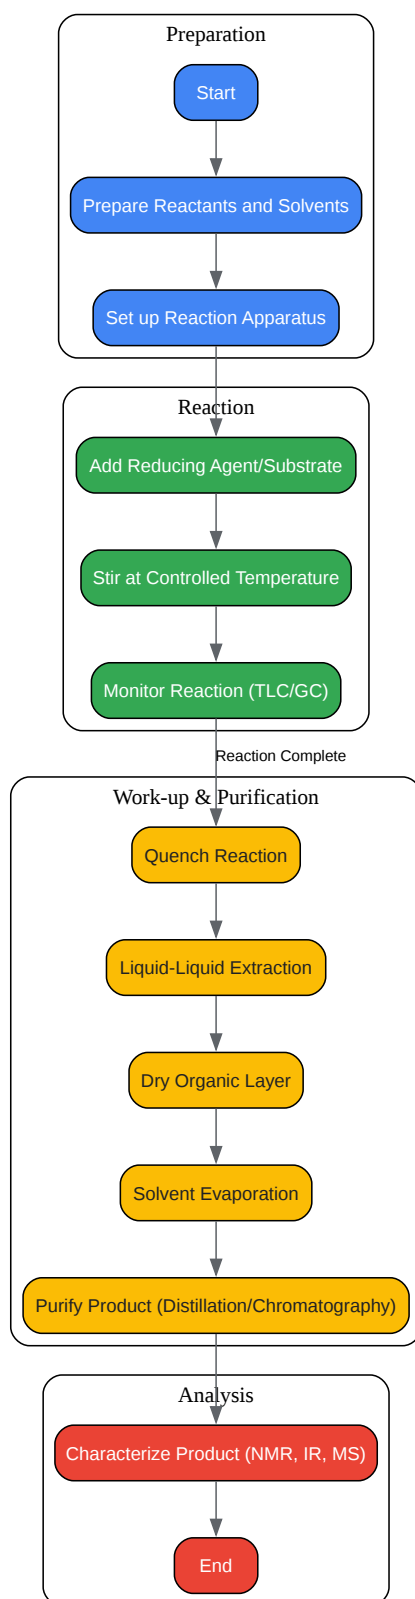 Preparation
Start
Prepare Reactants and Solvents
Set up Reaction Apparatus
Reaction
Add Reducing Agent/Substrate
Stir at Controlled Temperature
Monitor Reaction (TLC/GC)
Reaction Complete
Work-up & Purification
Quench Reaction
Liquid-Liquid Extraction
Dry Organic Layer
Solvent Evaporation
Purify Product (Distillation/Chromatography)
Analysis
Characterize Product (NMR, IR, MS)
End